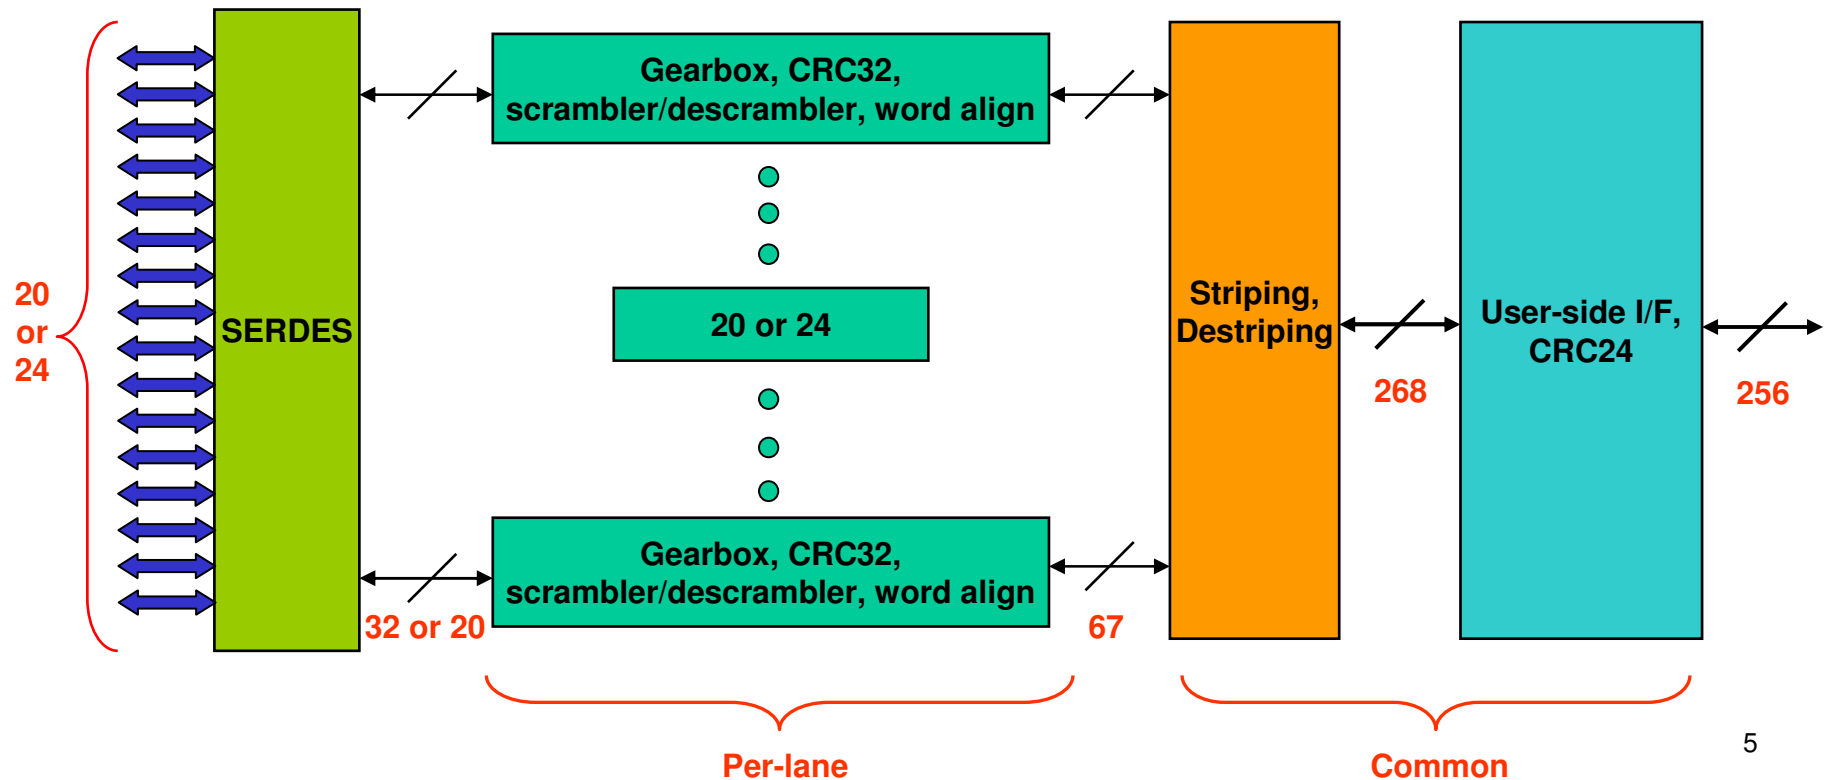 20
or
24
SERDES
32 or 20
Gearbox, CRC32,
scrambler/descrambler, word align
20 or 24
Gearbox, CRC32,
scrambler/descrambler, word align
67
Striping,
Destriping
268
User-side I/F,
CRC24
256
Per-lane
Common
5